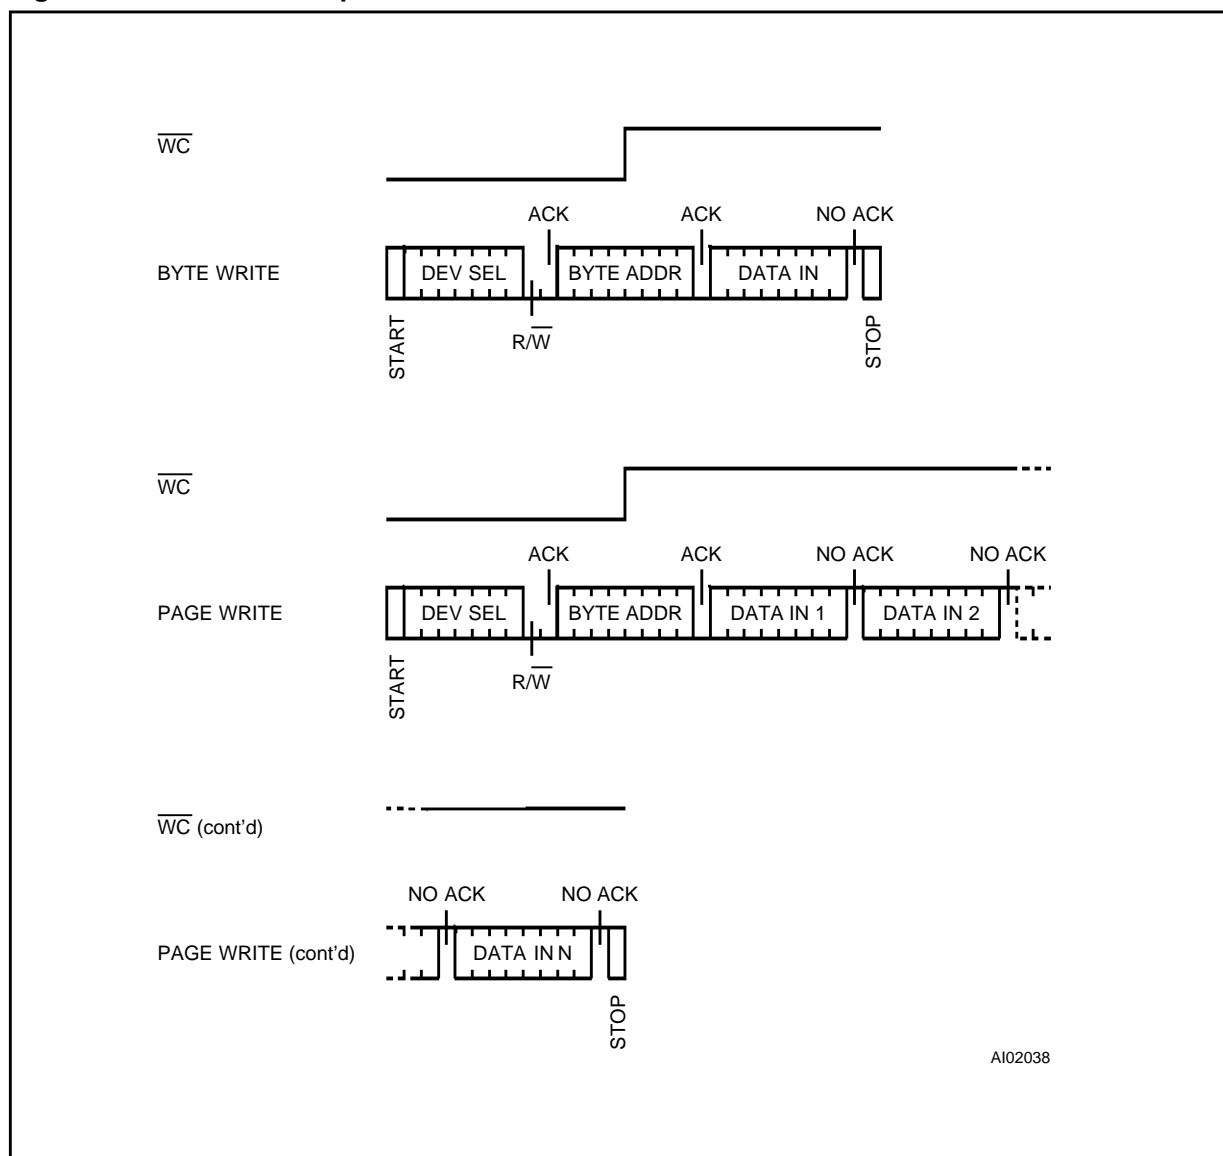 WC
ACK ACK NO ACK
BYTE WRITE DEV SEL BYTE ADDR DATA IN
R/W
START STOP
WC
ACK ACK NO ACK NO ACK
PAGE WRITE DEV SEL BYTE ADDR DATA IN 1 DATA IN 2
R/W
START
WC (cont'd)
NO ACK NO ACK
PAGE WRITE (cont'd) DATA IN N
STOP
AI02038